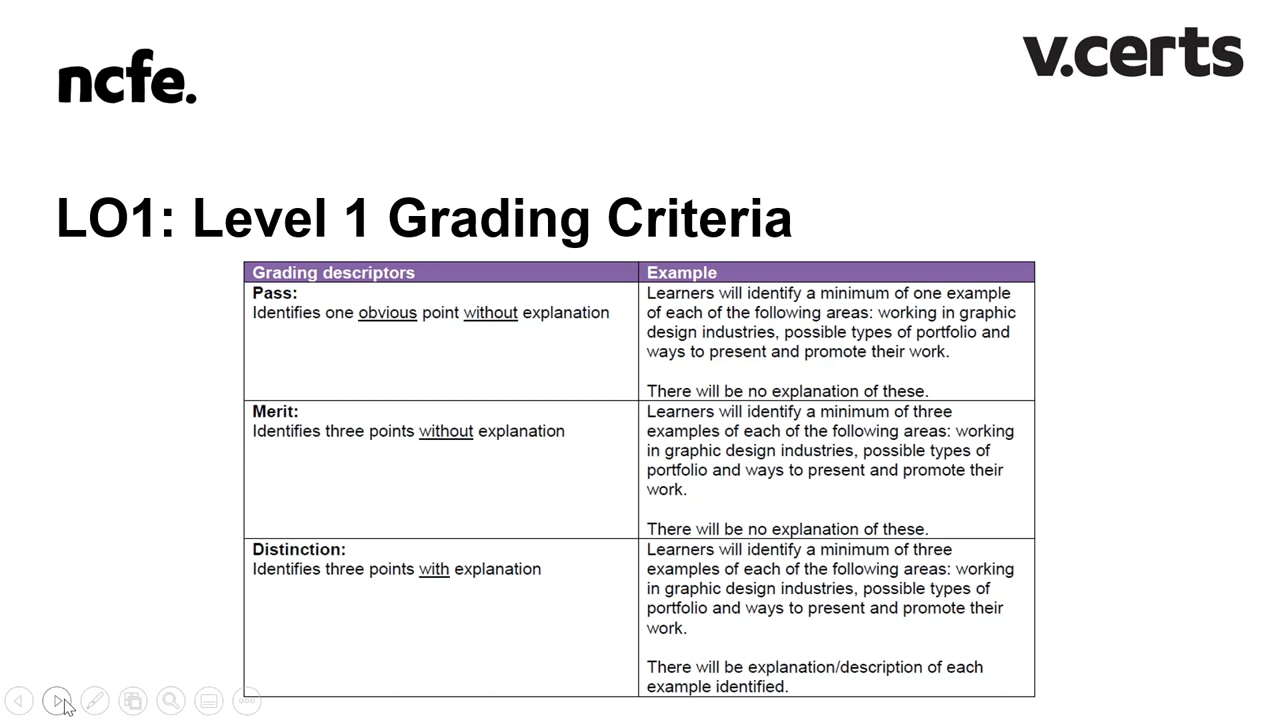 ncfe.
v.certs
LO1: Level 1 Grading Criteria
Grading descriptors
Example
Pass:
Identifies one obvious point without explanation
Learners will identify a minimum of one example
of each of the following areas: working in graphic
design industries, possible types of portfolio and
ways to present and promote their work.
There will be no explanation of these.
Merit:
Identifies three points without explanation
Learners will identify a minimum of three
examples of each of the following areas: working
in graphic design industries, possible types of
portfolio and ways to present and promote their
work.
There will be no explanation of these.
Distinction:
Identifies three points with explanation
Learners will identify a minimum of three
examples of each of the following areas: working
in graphic design industries, possible types of
portfolio and ways to present and promote their
work.
There will be explanation/description of each
example identified.